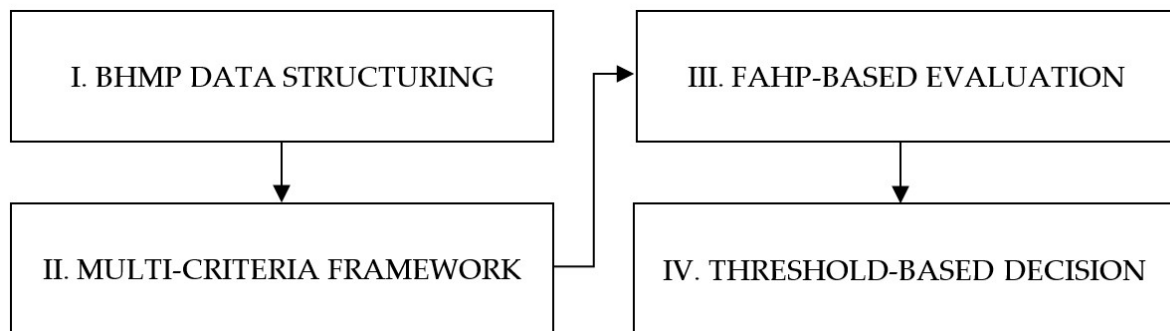 I. BHMP DATA STRUCTURING
II. MULTI-CRITERIA FRAMEWORK
III. FAHP-BASED EVALUATION
IV. THRESHOLD-BASED DECISION